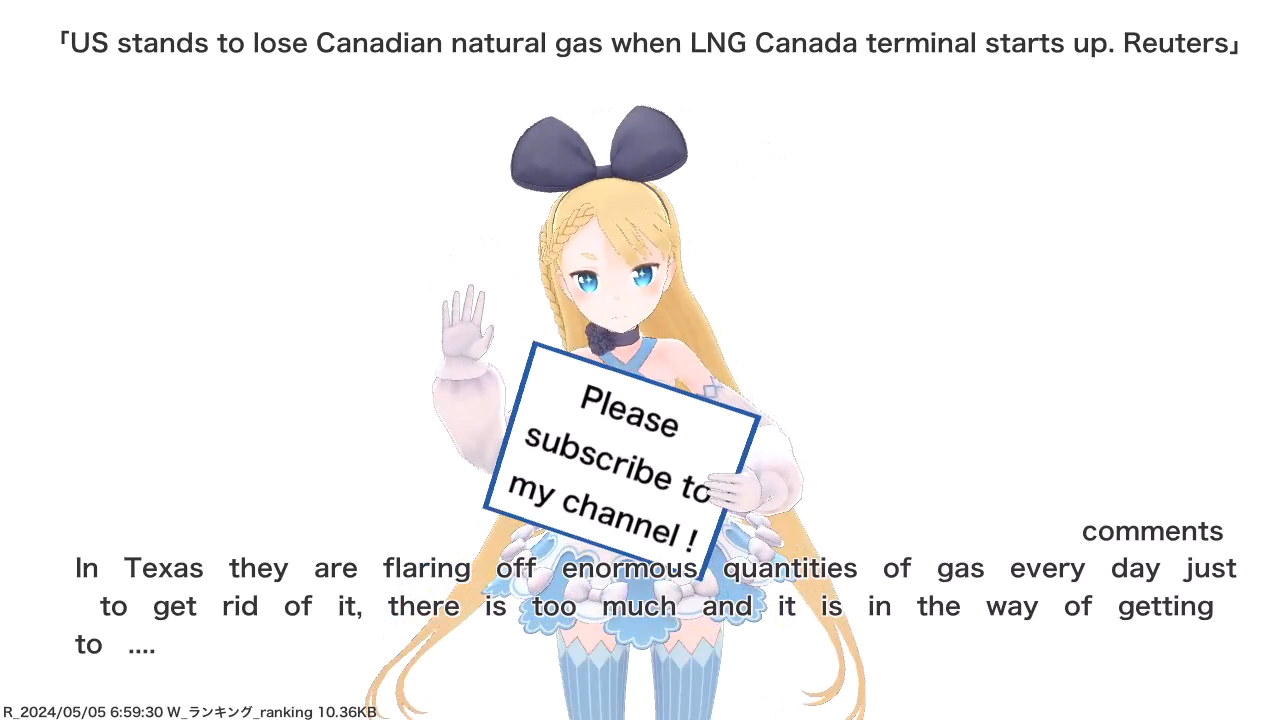 「US stands to lose Canadian natural gas when LNG Canada terminal starts up. Reuters」
Please
subscribe to
my channel !
comments
In Texas they are flaring off enormous quantities of gas every day just
to get rid of it, there is too much and it is in the way of getting
to ....
R_2024/05/05 6:59:30 W_ランキング_ranking 10.36KB